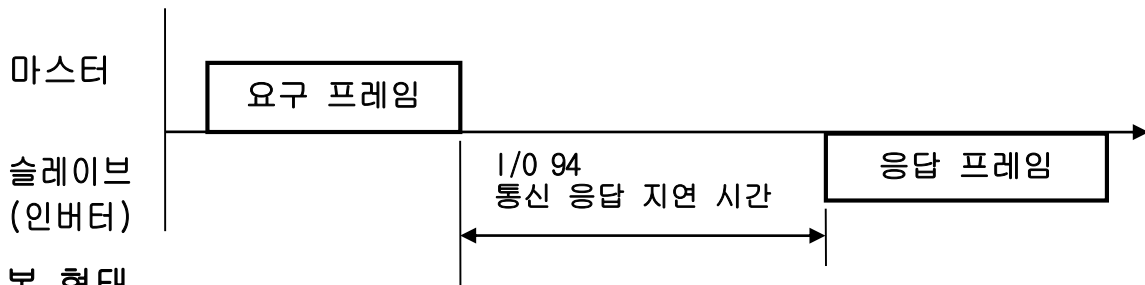 마스터
요구 프레임
슬레이브
(인버터)
I/O 94
통신 응답 지연 시간
응답 프레임